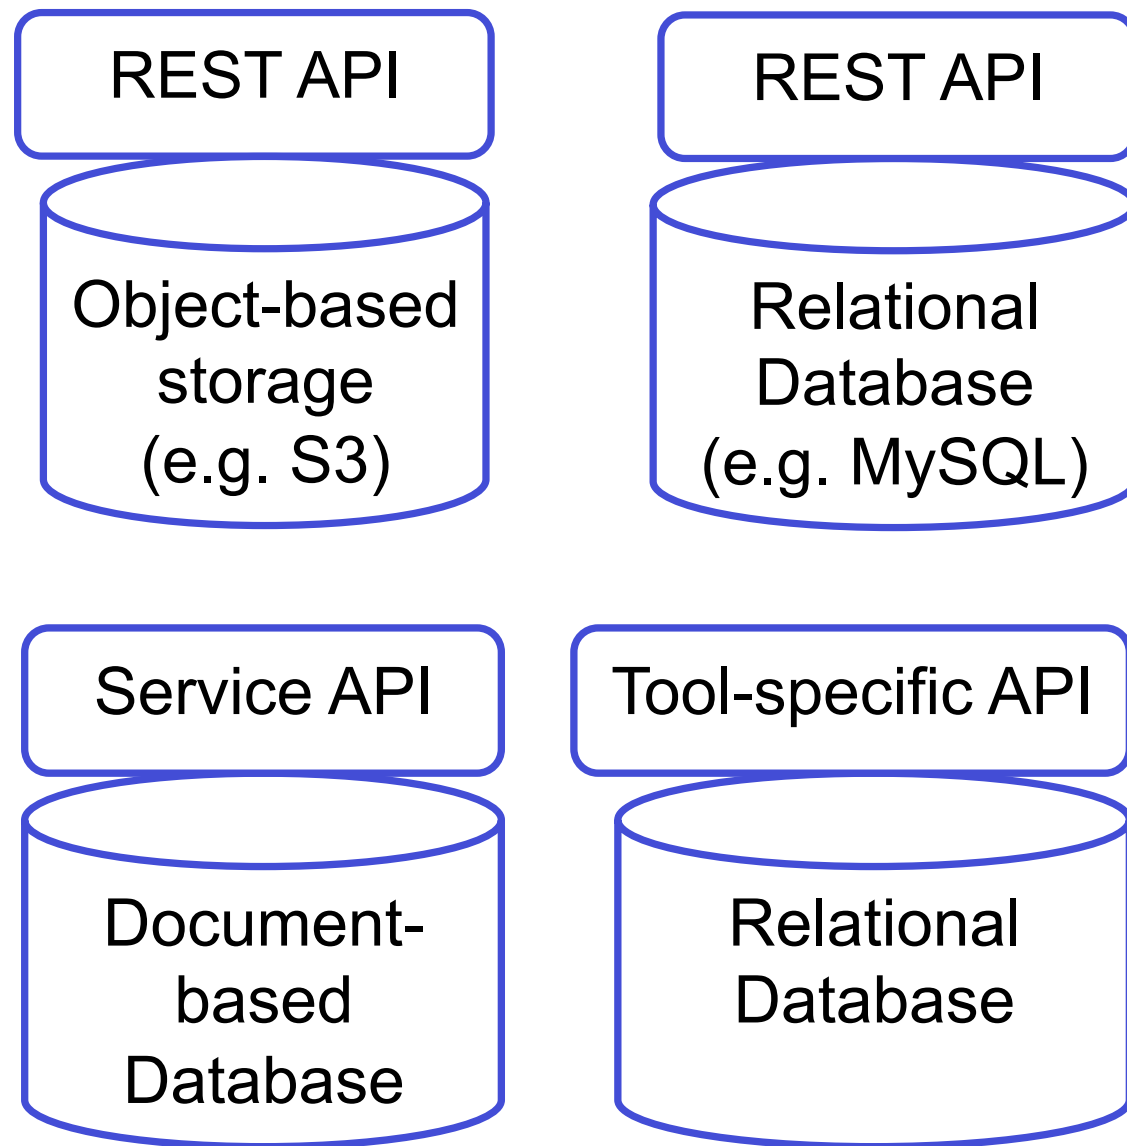 REST API
Object-based
storage
(e.g. S3)
REST API
Relational
Database
(e.g. MySQL)
Service API
Document-
based
Database
Tool-specific API
Relational
Database